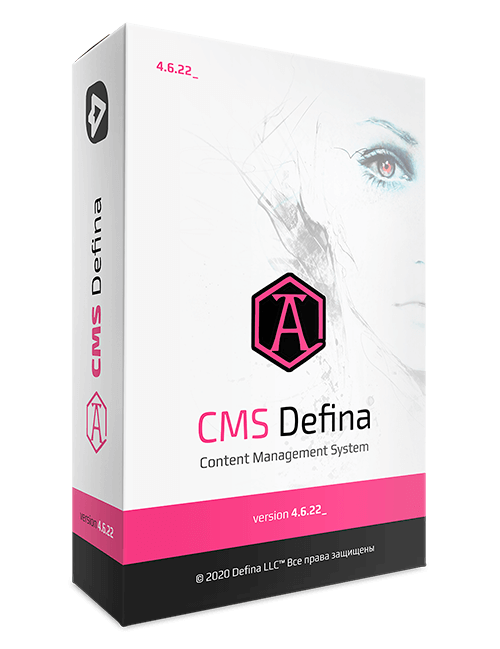 4.6.22_
CMS Defina
version 4.6.22
A
CMS Defina
Content Management System
version 4.6.22_
© 2020 Defina LLC™ Все права защищены